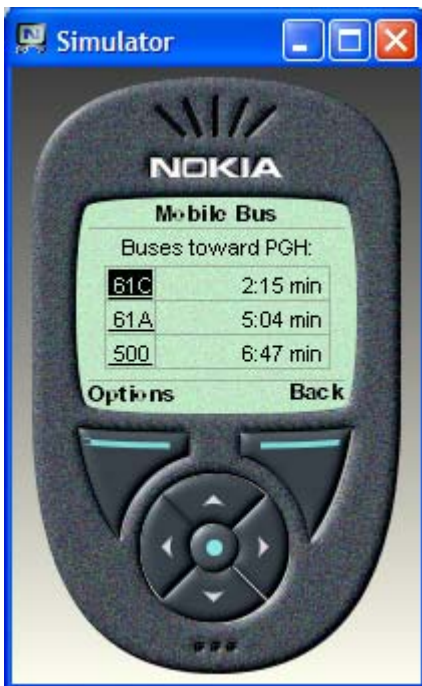 Simulator
NOKIA
Mobile Bus
Buses toward PGH:
61C 2:15 min
61A 5:04 min
500 6:47 min
Options Back